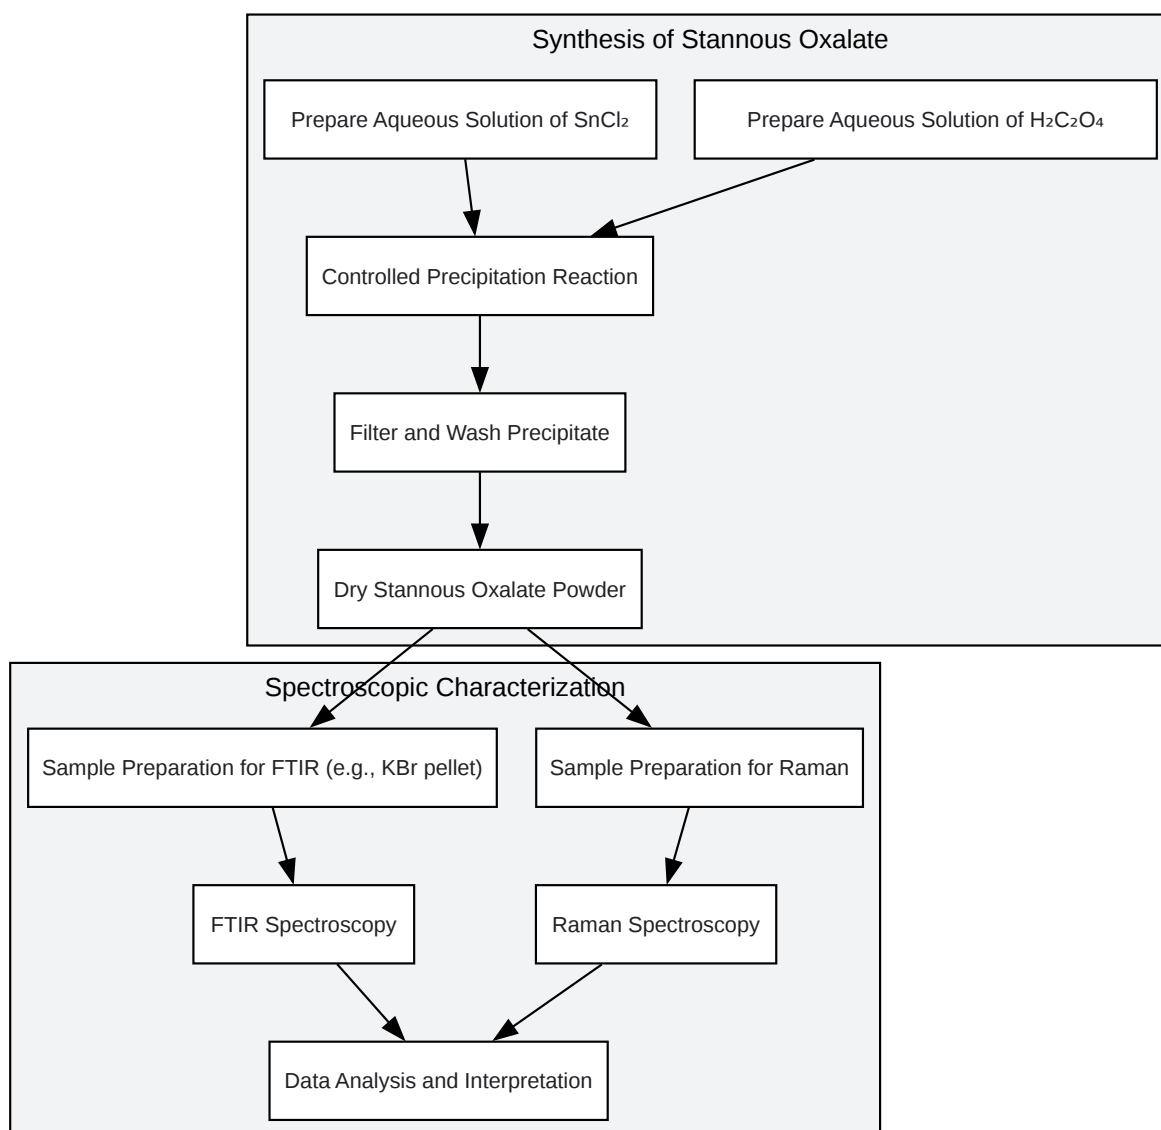 Synthesis of Stannous Oxalate
Prepare Aqueous Solution of SnCl₂
Prepare Aqueous Solution of H₂C₂O₄
Controlled Precipitation Reaction
Filter and Wash Precipitate
Dry Stannous Oxalate Powder
Spectroscopic Characterization
Sample Preparation for FTIR (e.g., KBr pellet)
Sample Preparation for Raman
FTIR Spectroscopy
Raman Spectroscopy
Data Analysis and Interpretation